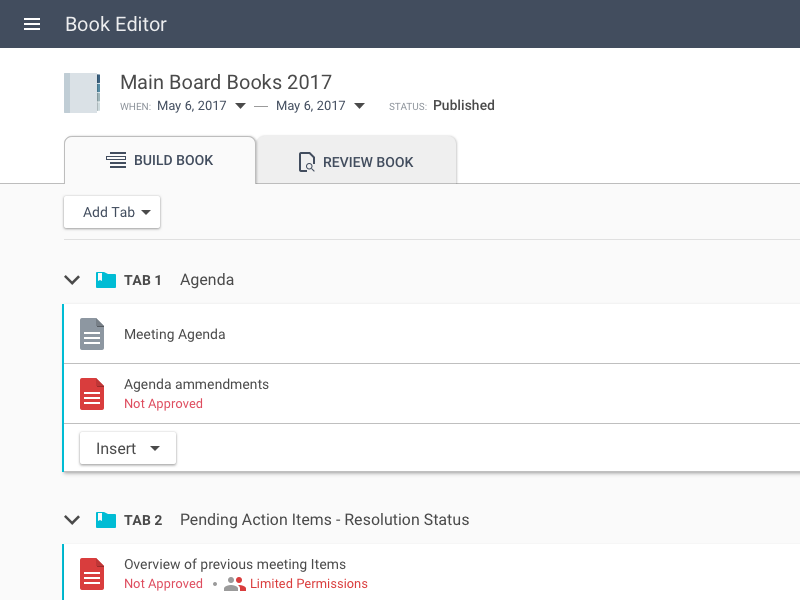 Book Editor
Main Board Books 2017
WHEN: May 6, 2017 — May 6, 2017 STATUS: Published
BUILD BOOK REVIEW BOOK
Add Tab
TAB 1 Agenda
Meeting Agenda
Agenda ammendments
Not Approved
Insert
TAB 2 Pending Action Items - Resolution Status
Overview of previous meeting Items
Not Approved • Limited Permissions